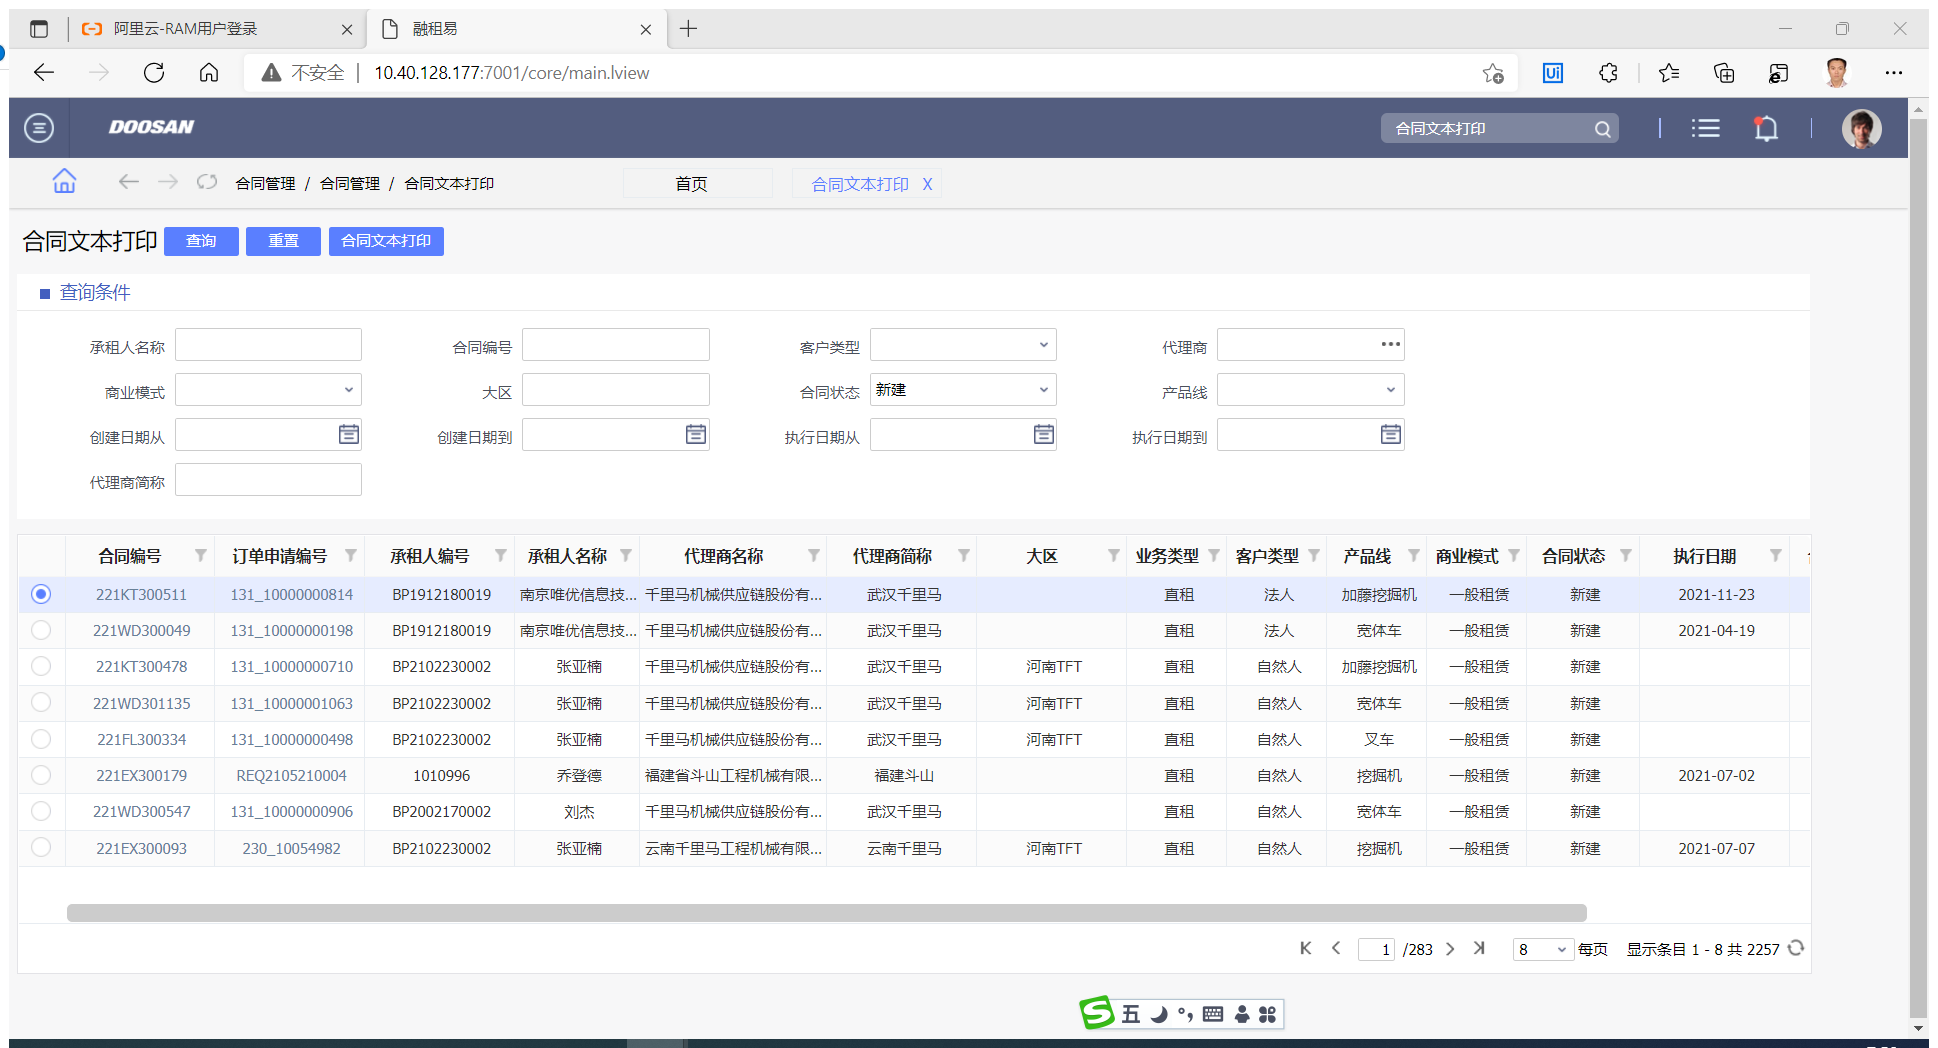 阿里云-RAM用户登录
融租易
不安全 10.40.128.177:7001/core/main.lview
DOOSAN
合同文本打印
合同管理 / 合同管理 / 合同文本打印
首页
合同文本打印 X
合同文本打印 查询 重置 合同文本打印
查询条件
承租人名称 合同编号 客户类型 代理商
商业模式 大区 合同状态 新建 产品线
创建日期从 创建日期到 执行日期从 执行日期到
代理商简称
合同编号 订单申请编号 承租人编号 承租人名称 代理商名称 代理商简称 大区 业务类型 客户类型 产品线 商业模式 合同状态 执行日期
221KT300511 131_10000000814 BP1912180019 南京唯优信息技... 千里马机械供应链股份有... 武汉千里马 直租 法人 加藤挖掘机 一般租赁 新建 2021-11-23
221WD300049 131_10000000198 BP1912180019 南京唯优信息技... 千里马机械供应链股份有... 武汉千里马 直租 法人 宽体车 一般租赁 新建 2021-04-19
221KT300478 131_10000000710 BP2102230002 张亚楠 千里马机械供应链股份有... 武汉千里马 河南TFT 直租 自然人 加藤挖掘机 一般租赁 新建
221WD301135 131_10000001063 BP2102230002 张亚楠 千里马机械供应链股份有... 武汉千里马 河南TFT 直租 自然人 宽体车 一般租赁 新建
221FL300334 131_10000000498 BP2102230002 张亚楠 千里马机械供应链股份有... 武汉千里马 河南TFT 直租 自然人 叉车 一般租赁 新建
221EX300179 REQ2105210004 1010996 乔登德 福建省斗山工程机械有限... 福建斗山 直租 自然人 挖掘机 一般租赁 新建 2021-07-02
221WD300547 131_10000000906 BP2002170002 刘杰 千里马机械供应链股份有... 武汉千里马 直租 自然人 宽体车 一般租赁 新建
221EX300093 230_10054982 BP2102230002 张亚楠 云南千里马工程机械有限... 云南千里马 河南TFT 直租 自然人 挖掘机 一般租赁 新建 2021-07-07
1 /283 8 每页 显示条目 1 - 8 共 2257
五